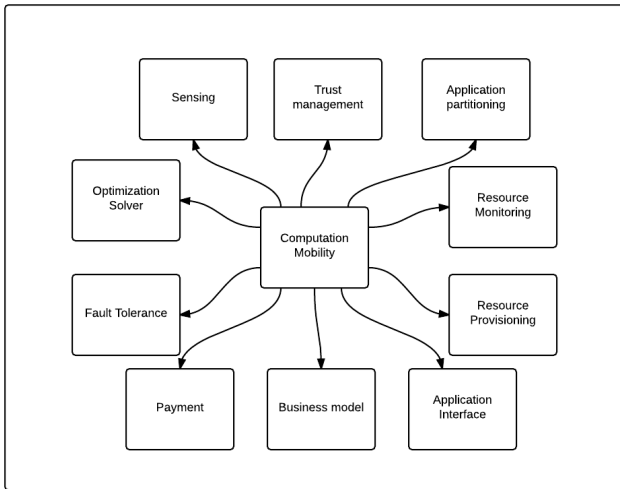 Sensing
Trust
management
Application
partitioning
Optimization
Solver
Resource
Monitoring
Computation
Mobility
Fault Tolerance
Resource
Provisioning
Payment
Business model
Application
Interface